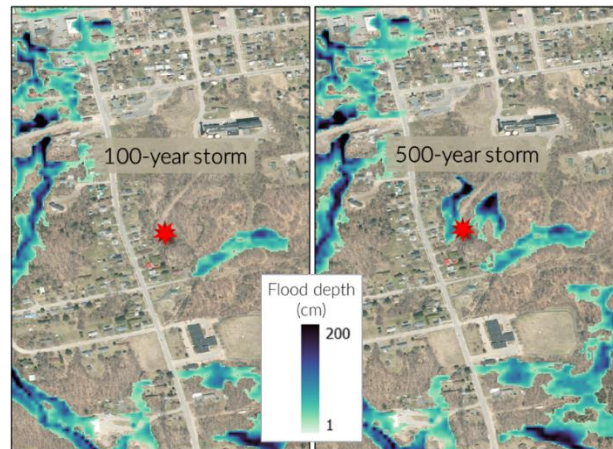 100-year storm
500-year storm
Flood depth
(cm)
200
1